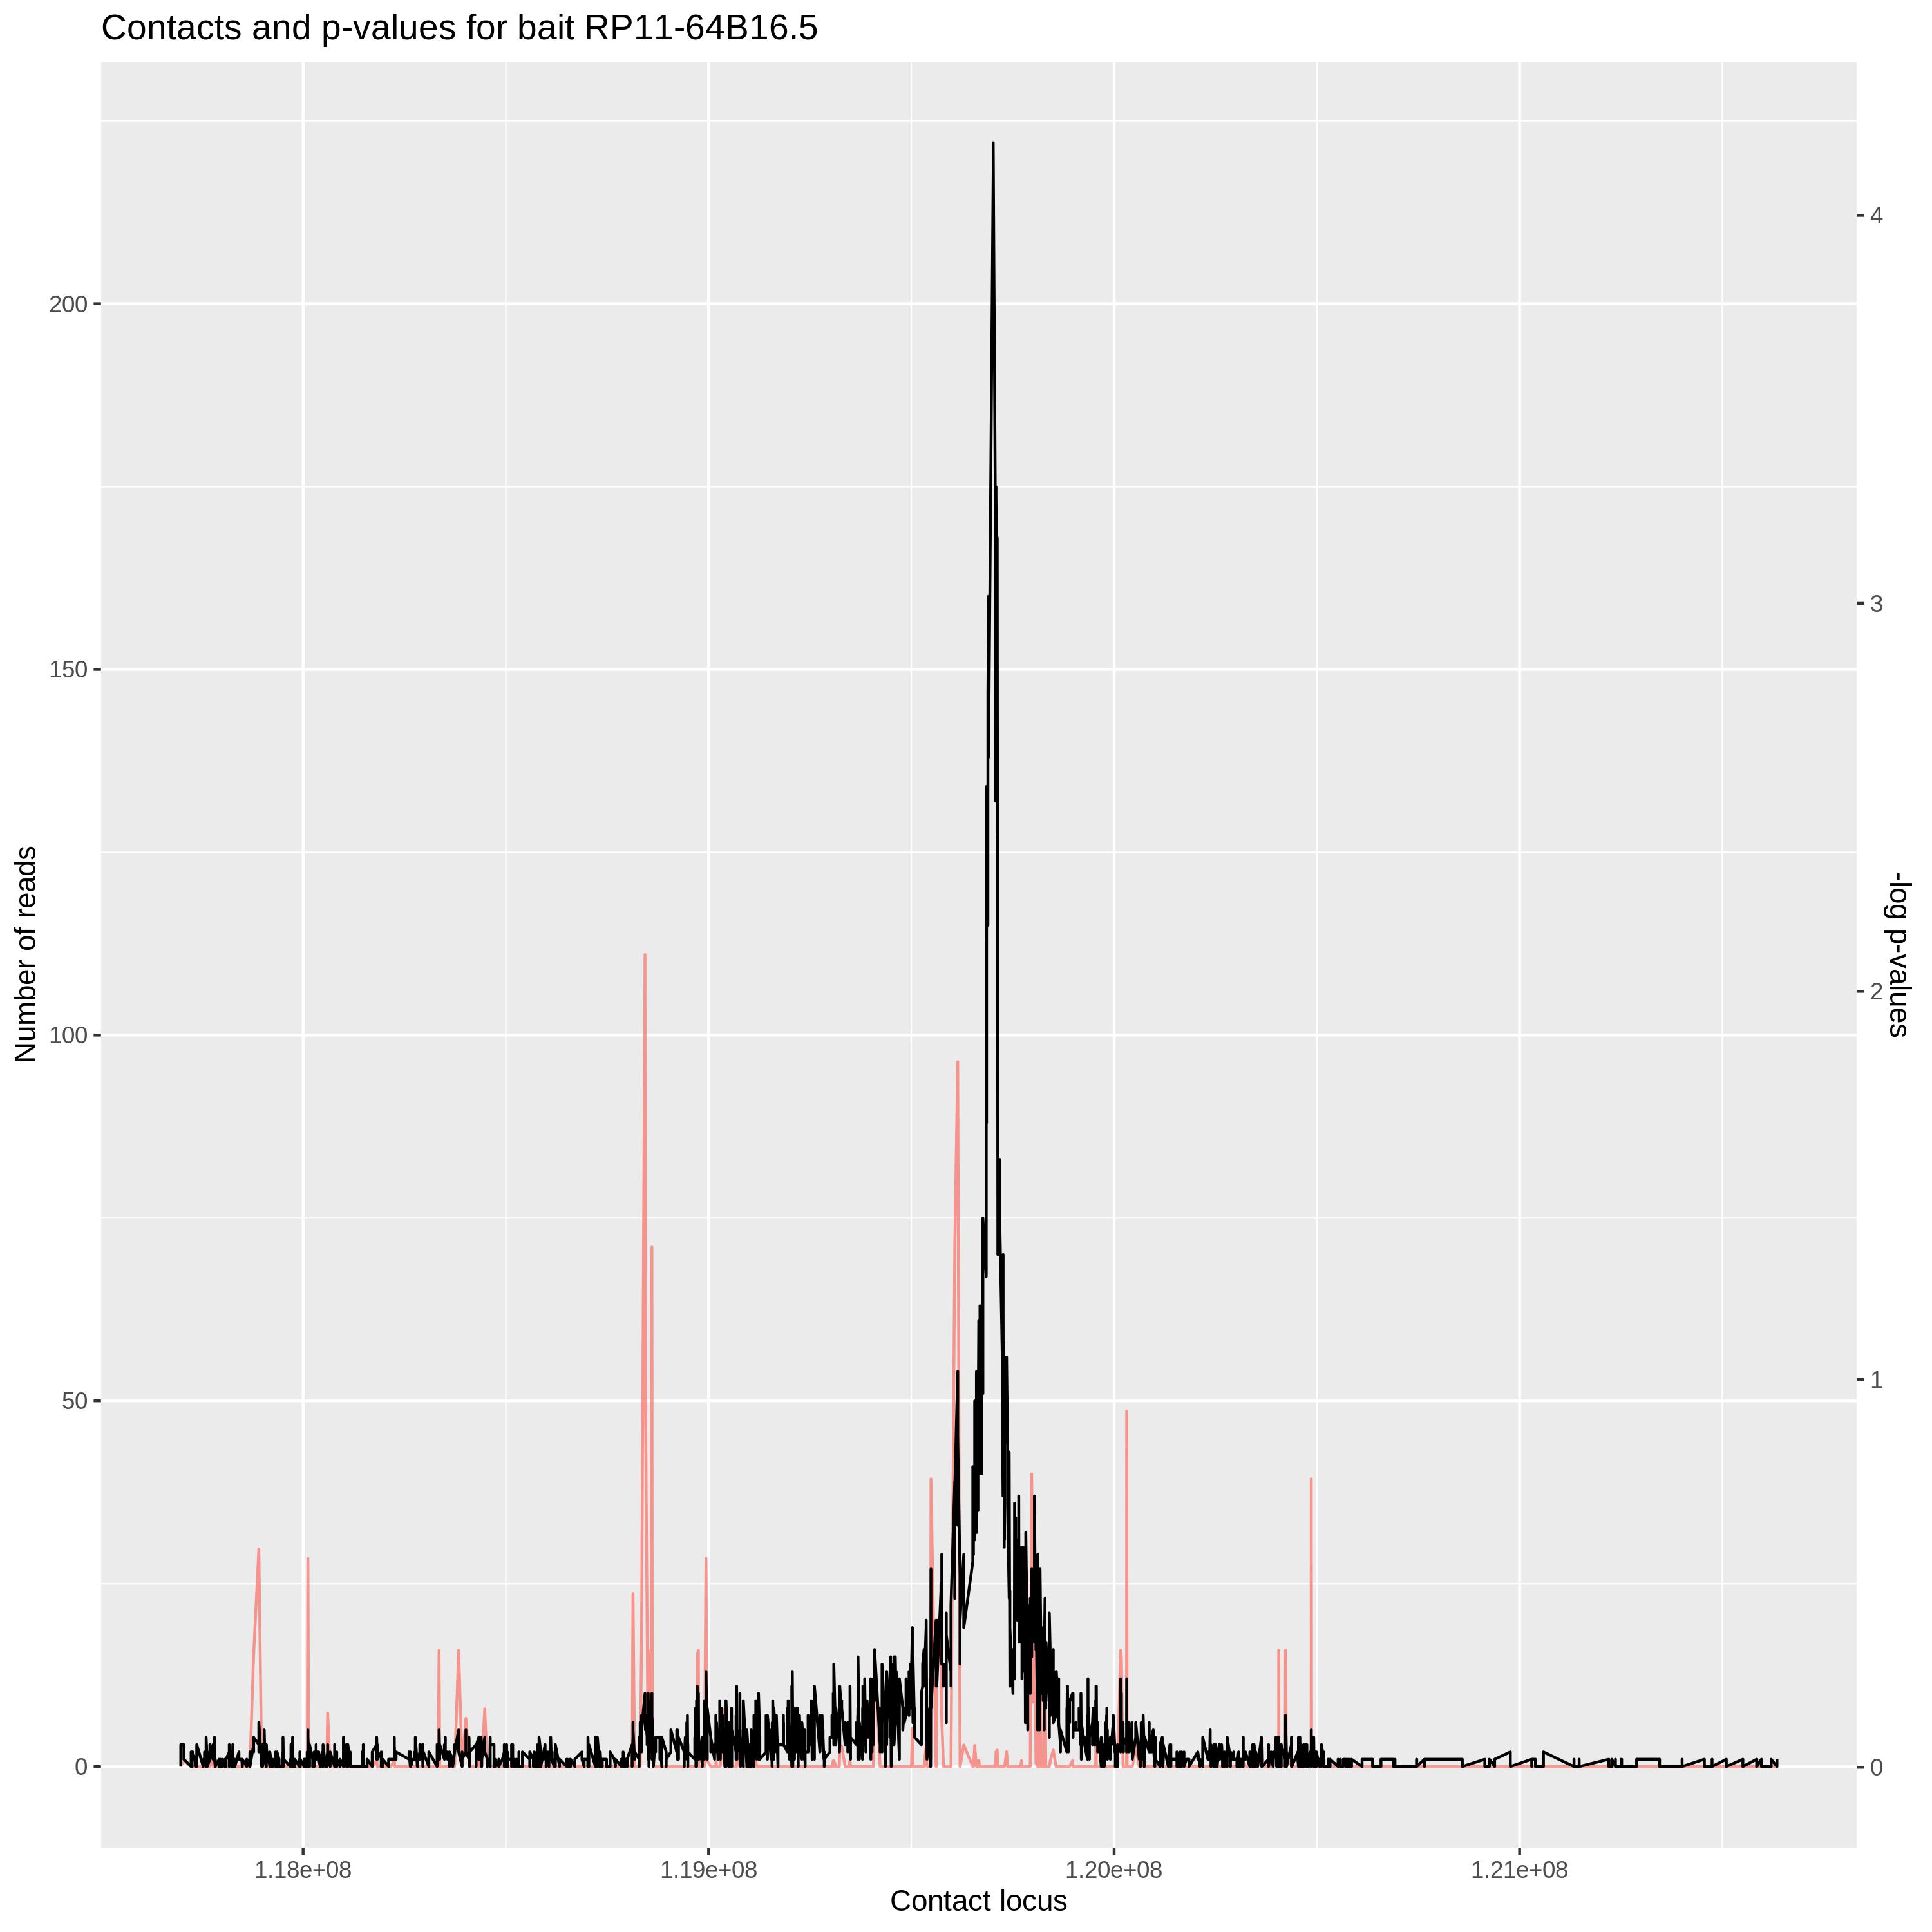 Contacts and p-values for bait RP11-64B16.5
Number of reads
200
150
100
50
0
4
3
2
1
0
-log p-values
1.18e+08
1.19e+08
1.20e+08
1.21e+08
Contact locus